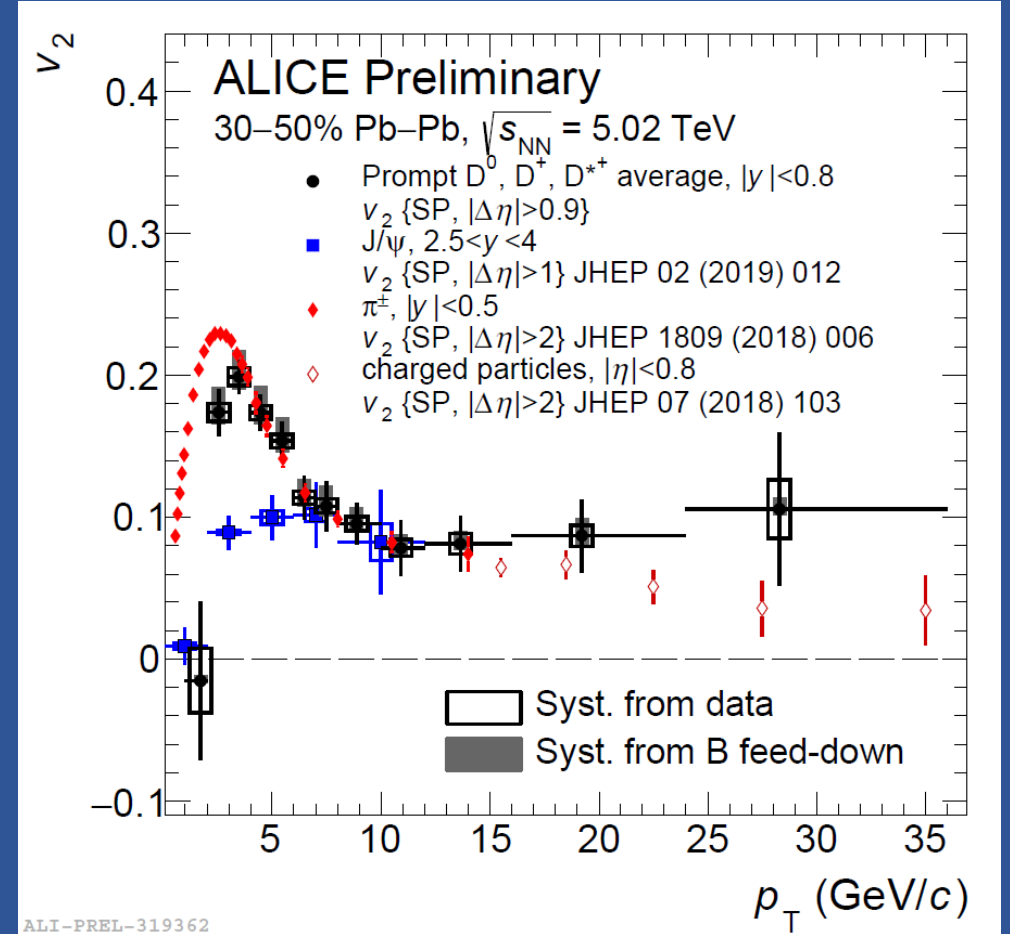 v2
ALICE Preliminary
30–50% Pb–Pb, √sNN = 5.02 TeV
Prompt D0, D+, D*+ average, |y|<0.8
v2 {SP, |Δη|>0.9}
J/ψ, 2.5<y<4
v2 {SP, |Δη|>1} JHEP 02 (2019) 012
π±, |y|<0.5
v2 {SP, |Δη|>2} JHEP 1809 (2018) 006
charged particles, |η|<0.8
v2 {SP, |Δη|>2} JHEP 07 (2018) 103
0.4
0.3
0.2
0.1
0
−0.1
Syst. from data
Syst. from B feed-down
5 10 15 20 25 30 35
pT (GeV/c)
ALI-PREL-319362